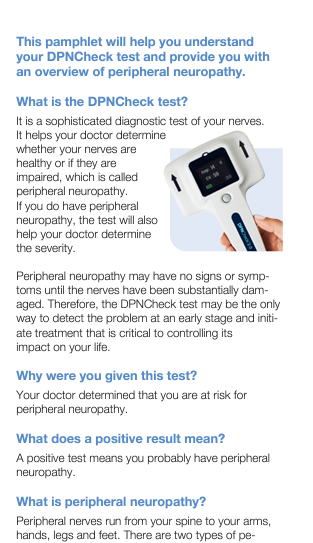 This pamphlet will help you understand
your DPNCheck test and provide you with
an overview of peripheral neuropathy.
What is the DPNCheck test?
It is a sophisticated diagnostic test of your nerves.
It helps your doctor determine
whether your nerves are
healthy or if they are
impaired, which is called
peripheral neuropathy.
If you do have peripheral
neuropathy, the test will also
help your doctor determine
the severity.
Peripheral neuropathy may have no signs or symp-
toms until the nerves have been substantially dam-
aged. Therefore, the DPNCheck test may be the only
way to detect the problem at an early stage and initi-
ate treatment that is critical to controlling its
impact on your life.
Why were you given this test?
Your doctor determined that you are at risk for
peripheral neuropathy.
What does a positive result mean?
A positive test means you probably have peripheral
neuropathy.
What is peripheral neuropathy?
Peripheral nerves run from your spine to your arms,
hands, legs and feet. There are two types of pe-